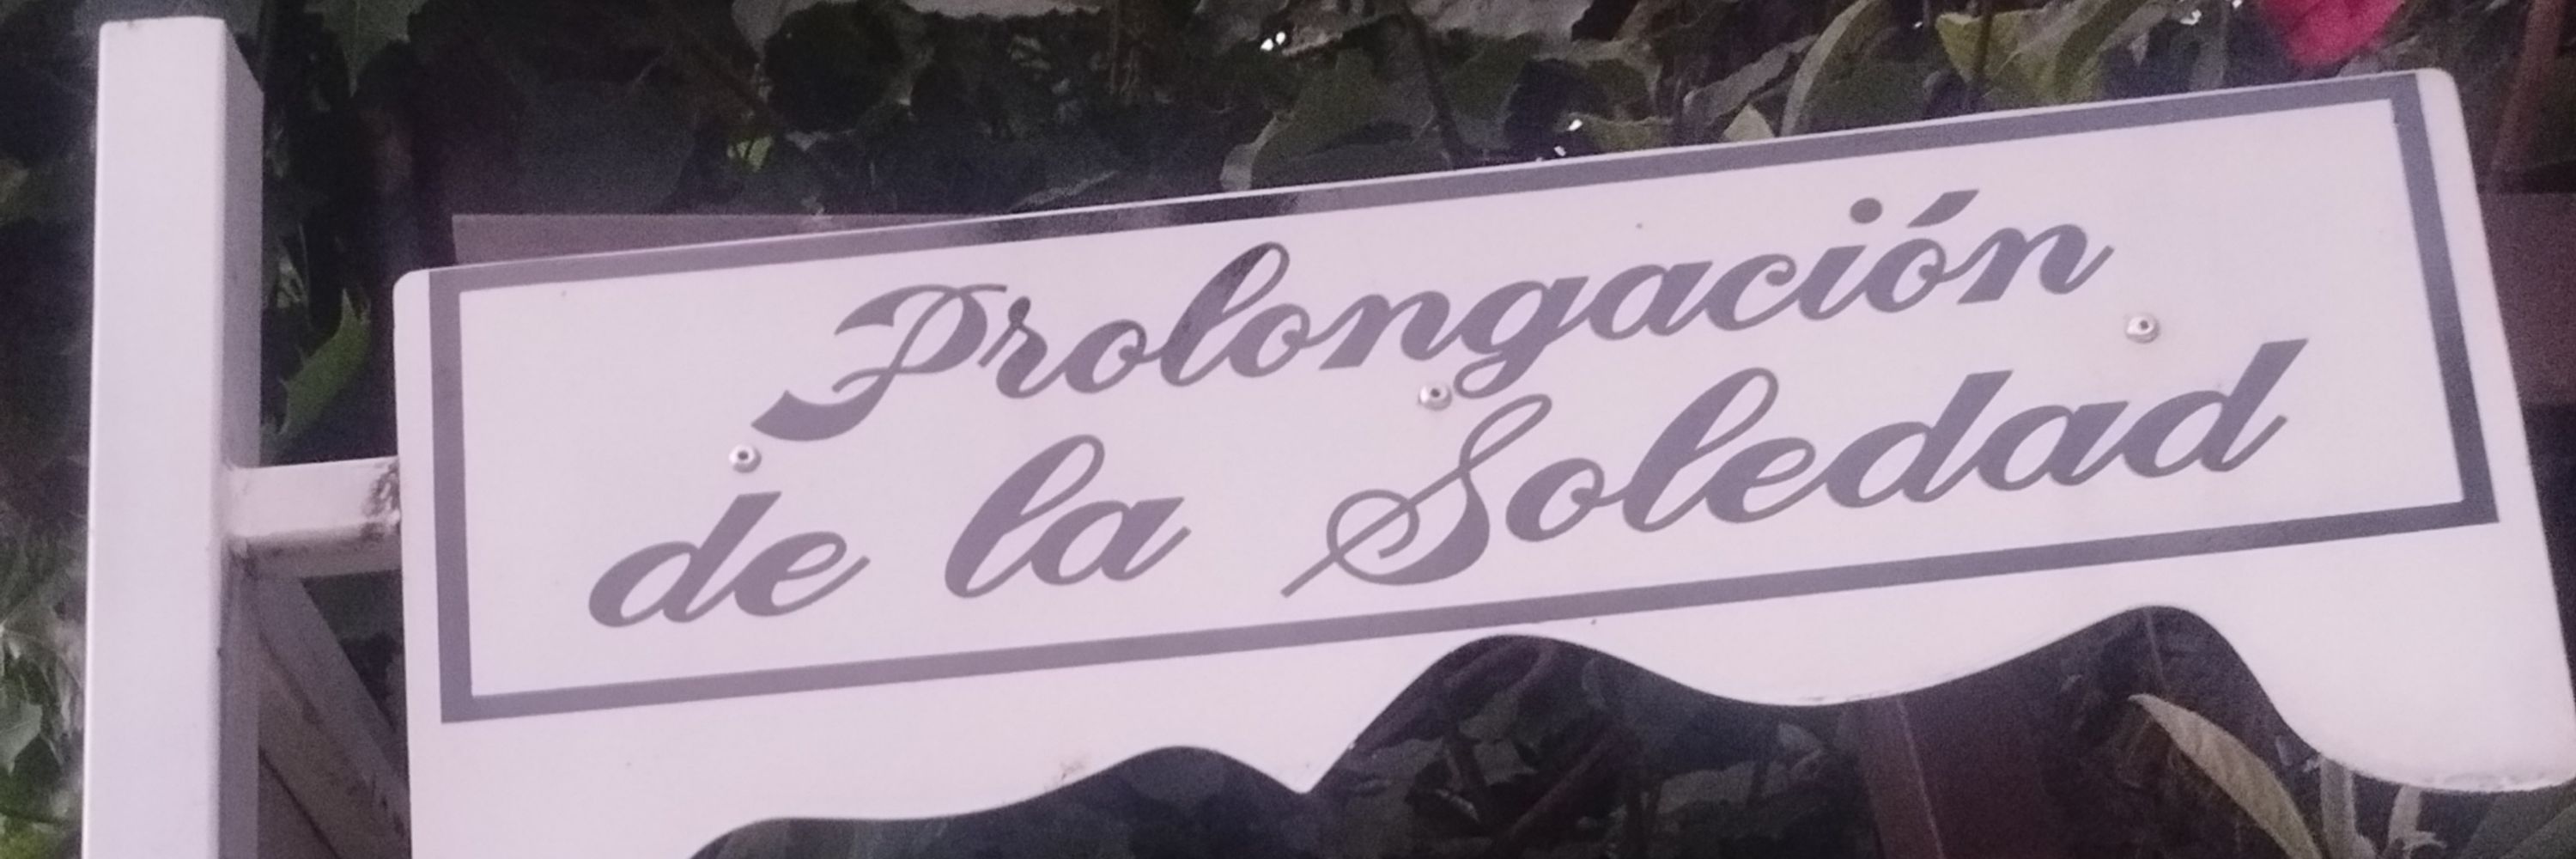 Prolongación
de la Soledad